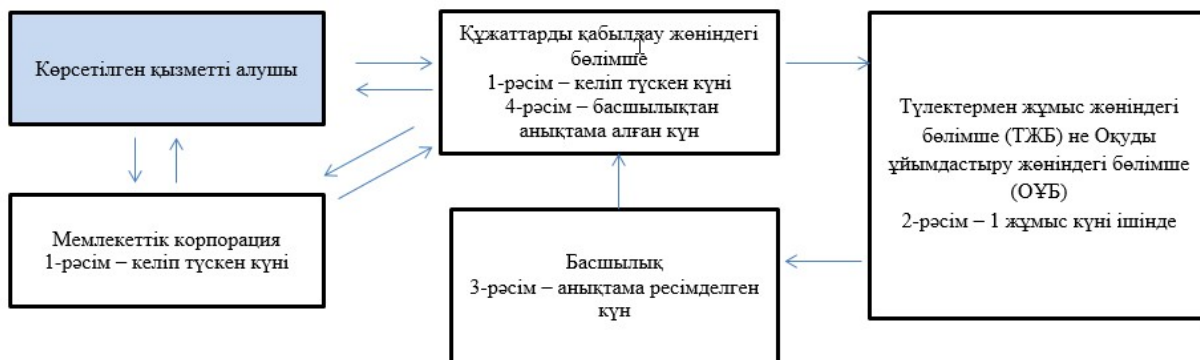 Көрсетілген қызметті алушы
Құжаттарды қабылдау жөніндегі
бөлімше
1-рәсім – келіп түскен күні
4-рәсім – басшылықтан
анықтама алған күн
Түлектермен жұмыс жөніндегі
бөлімше (ТЖБ) не Оқуды
ұйымдастыру жөніндегі бөлімше
(ОҰБ)
2-рәсім – 1 жұмыс күні ішінде
Мемлекеттік корпорация
1-рәсім – келіп түскен күні
Басшылық
3-рәсім – анықтама ресімделген
күн